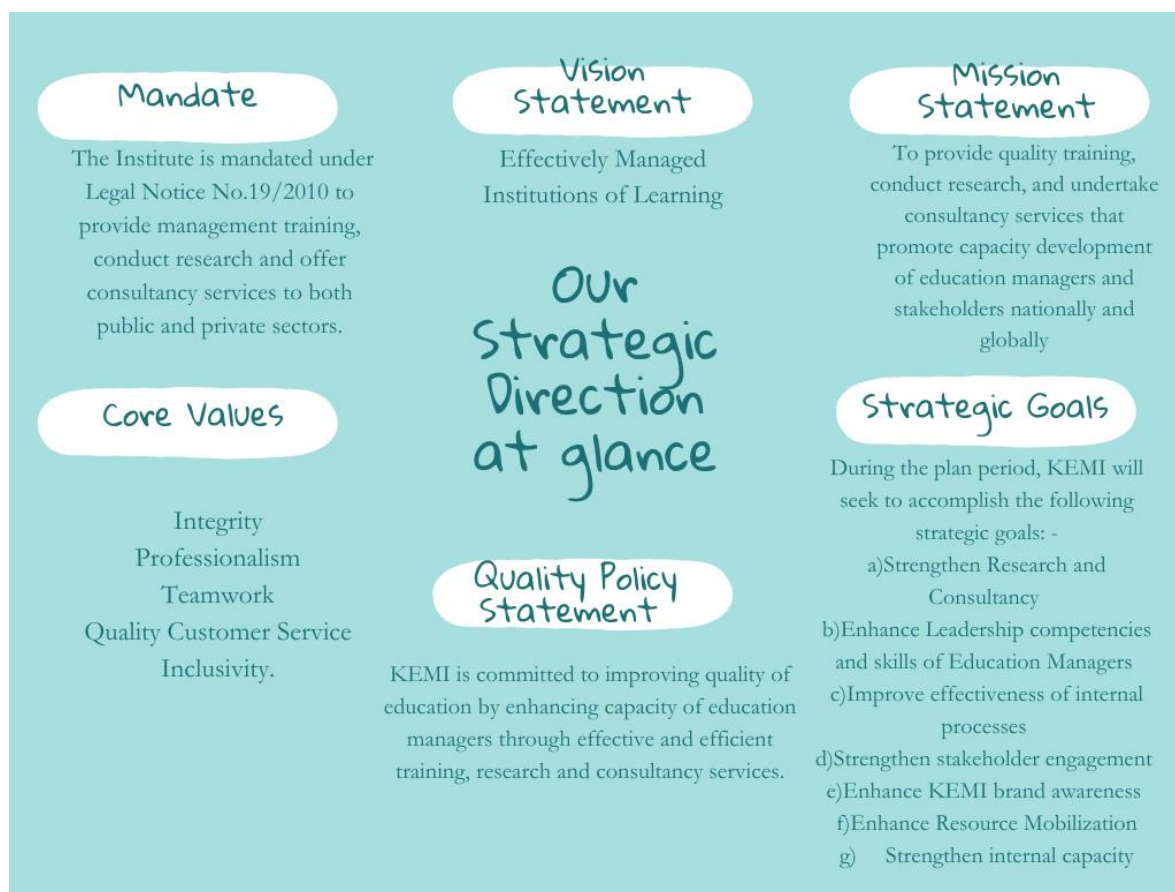 Mandate
The Institute is mandated under
Legal Notice No.19/2010 to
provide management training,
conduct research and offer
consultancy services to both
public and private sectors.
Vision
Statement
Effectively Managed
Institutions of Learning
Mission
Statement
To provide quality training,
conduct research, and undertake
consultancy services that
promote capacity development
of education managers and
stakeholders nationally and
globally
Our
Strategic
Direction
at glance
Core Values
Integrity
Professionalism
Teamwork
Quality Customer Service
Inclusivity.
Quality Policy
Statement
KEMI is committed to improving quality of
education by enhancing capacity of education
managers through effective and efficient
training, research and consultancy services.
Strategic Goals
During the plan period, KEMI will
seek to accomplish the following
strategic goals: -
a)Strengthen Research and
Consultancy
b)Enhance Leadership competencies
and skills of Education Managers
c)Improve effectiveness of internal
processes
d)Strengthen stakeholder engagement
e)Enhance KEMI brand awareness
f)Enhance Resource Mobilization
g) Strengthen internal capacity